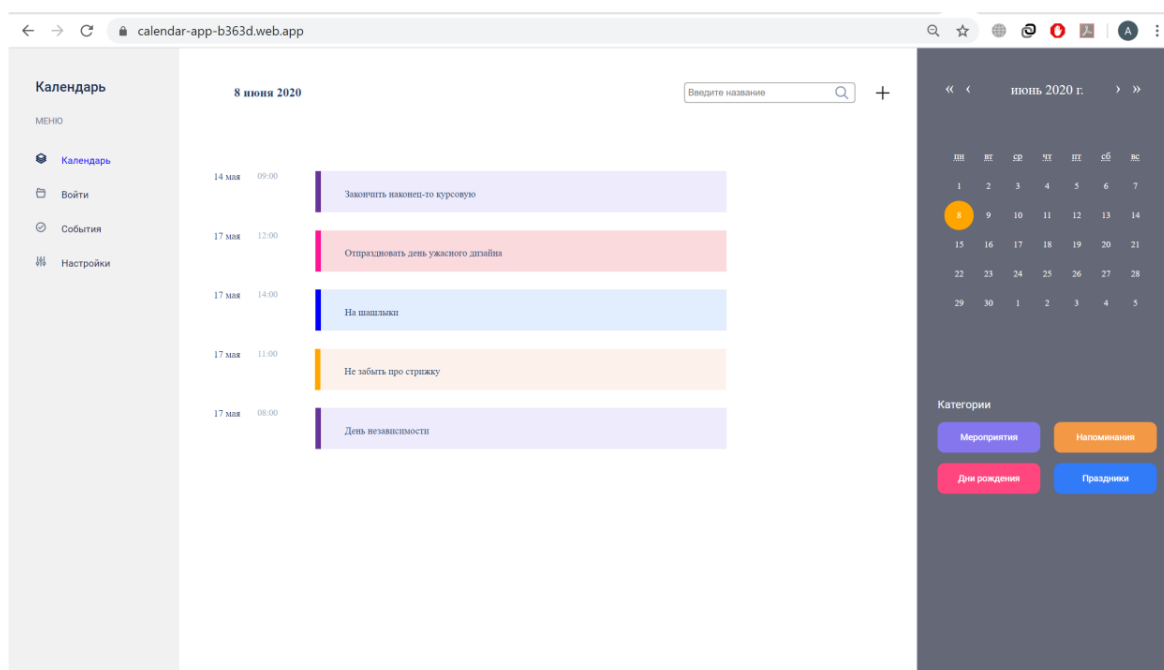 calendar-app-b363d.web.app
A
Календарь
МЕНЮ
Календарь
Войти
События
Настройки
8 июня 2020
Введите название
14 мая 09:00
Закончить наконец-то курсовую
17 мая 12:00
Отпраздновать день ужасного дизайна
17 мая 14:00
На шашлыки
17 мая 11:00
Не забыть про стрижку
17 мая 08:00
День независимости
« ‹ июнь 2020 г. › »
пн вт ср чт пт сб вс
1 2 3 4 5 6 7
8 9 10 11 12 13 14
15 16 17 18 19 20 21
22 23 24 25 26 27 28
29 30 1 2 3 4 5
Категории
Мероприятия Напоминания
Дни рождения Праздники